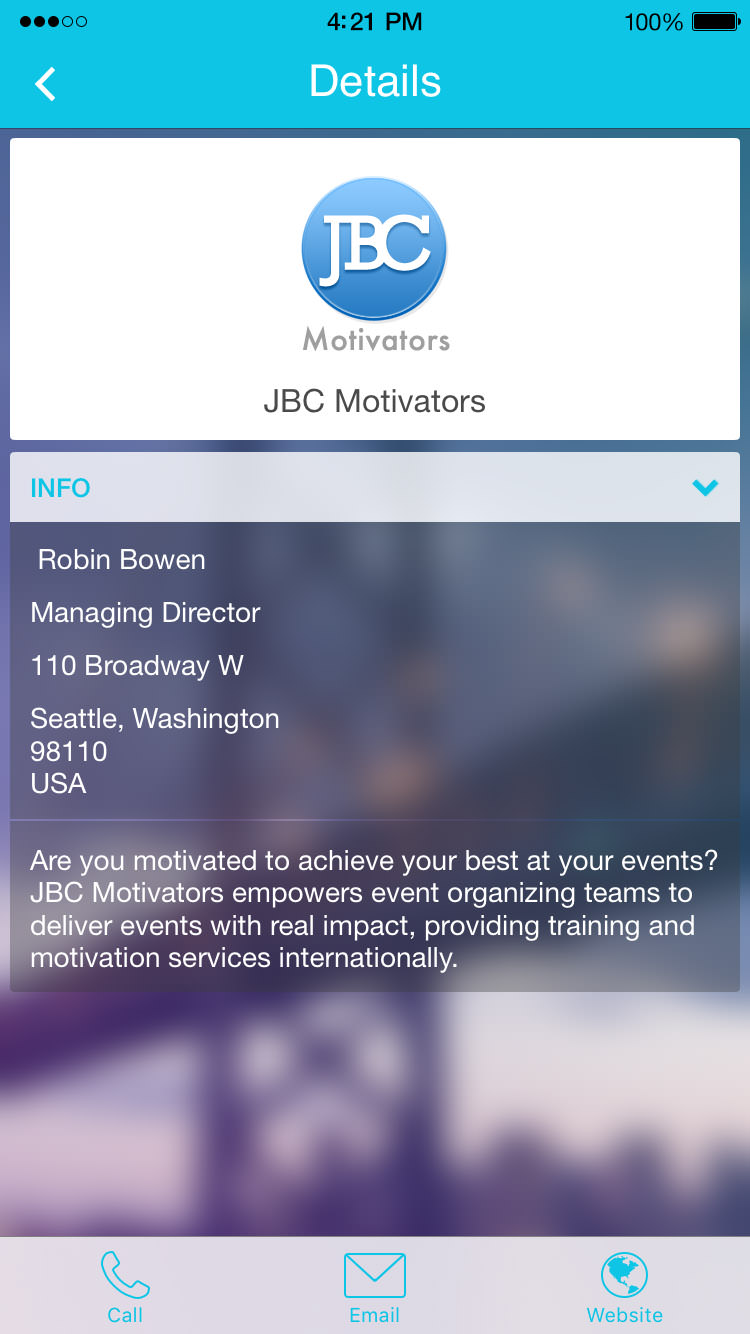 4:21 PM 100%
Details
JBC
Motivators
JBC Motivators
INFO
Robin Bowen
Managing Director
110 Broadway W
Seattle, Washington
98110
USA
Are you motivated to achieve your best at your events?
JBC Motivators empowers event organizing teams to
deliver events with real impact, providing training and
motivation services internationally.
Call Email Website